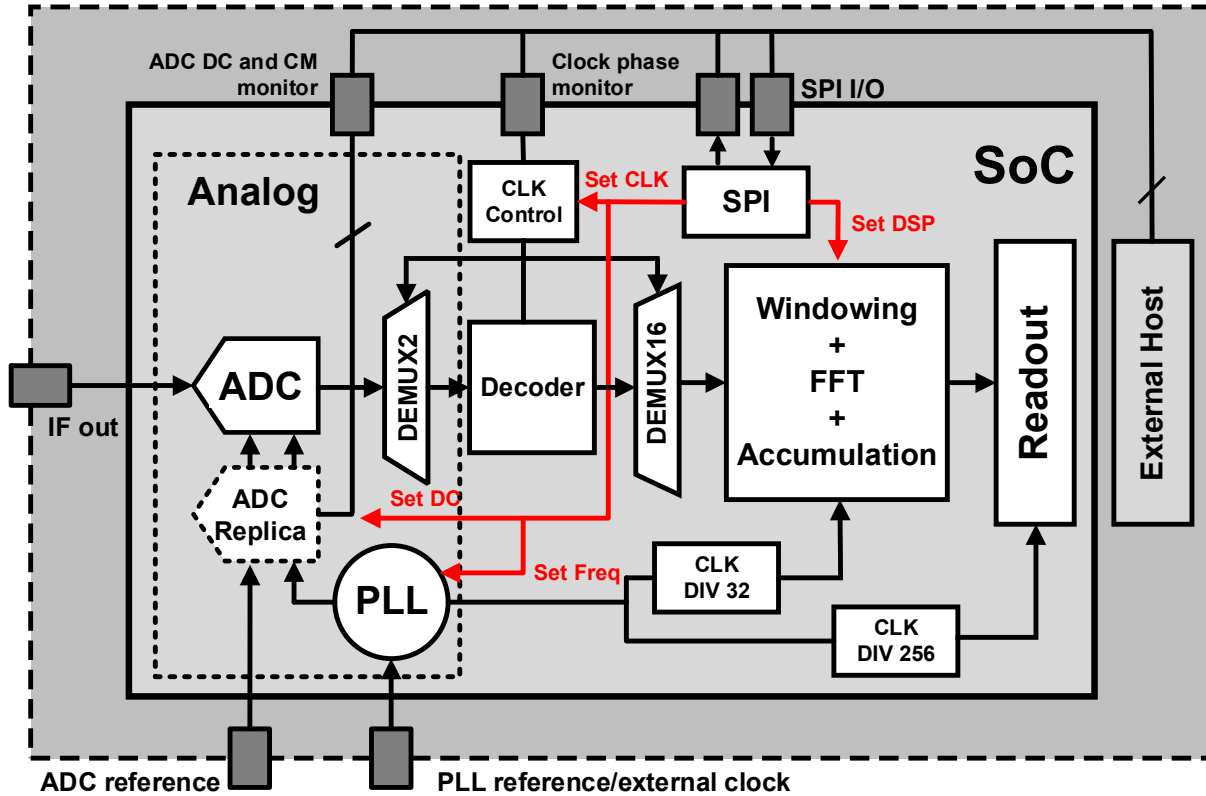 ADC DC and CM
monitor
Clock phase
monitor
SPI I/O
Analog
CLK
Control
Set CLK
SPI
Set DSP
SoC
IF out
ADC
DEMUX2
Decoder
DEMUX16
Windowing
+
FFT
+
Accumulation
Readout
External Host
ADC
Replica
Set DC
Set Freq
PLL
CLK
DIV 32
CLK
DIV 256
ADC reference
PLL reference/external clock